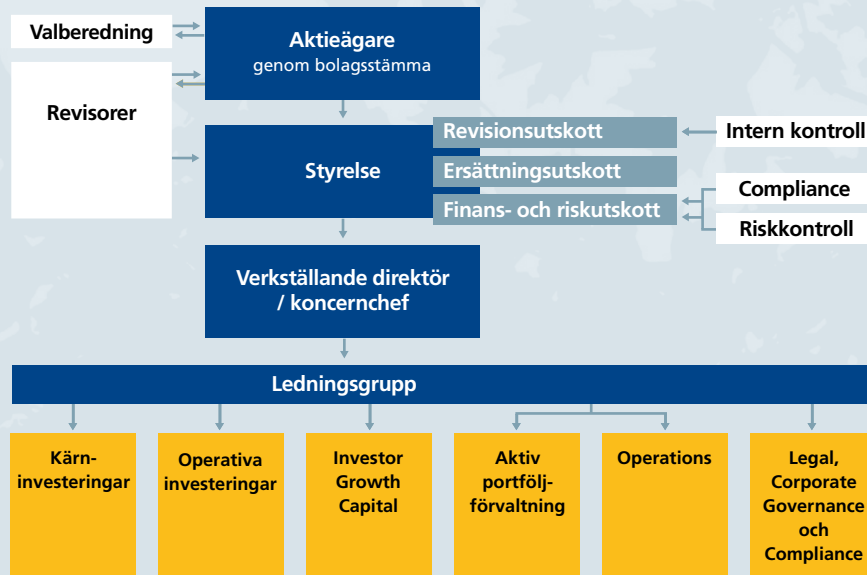 Valberedning
Aktieägare
genom bolagsstämma
Revisorer
Styrelse
Revisionsutskott
Ersättningsutskott
Finans- och riskutskott
Intern kontroll
Compliance
Riskkontroll
Verkställande direktör
/ koncernchef
Ledningsgrupp
Kärn-
investeringar
Operativa
investeringar
Investor
Growth
Capital
Aktiv
portfölj-
förvaltning
Operations
Legal,
Corporate
Governance
och
Compliance